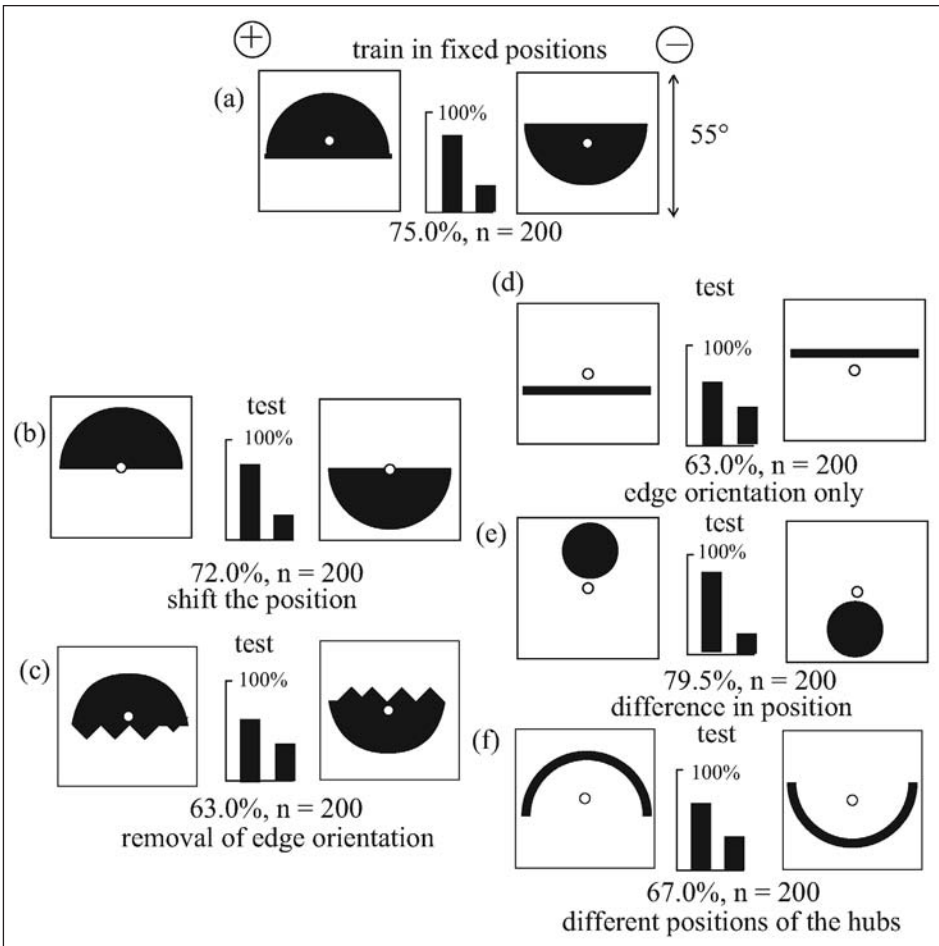 + −
train in fixed positions
(a)
100%
55°
75.0%, n = 200
(b)
test
100%
72.0%, n = 200
shift the position
(c)
test
100%
63.0%, n = 200
removal of edge orientation
(d)
test
100%
63.0%, n = 200
edge orientation only
(e)
test
100%
79.5%, n = 200
difference in position
(f)
test
100%
67.0%, n = 200
different positions of the hubs